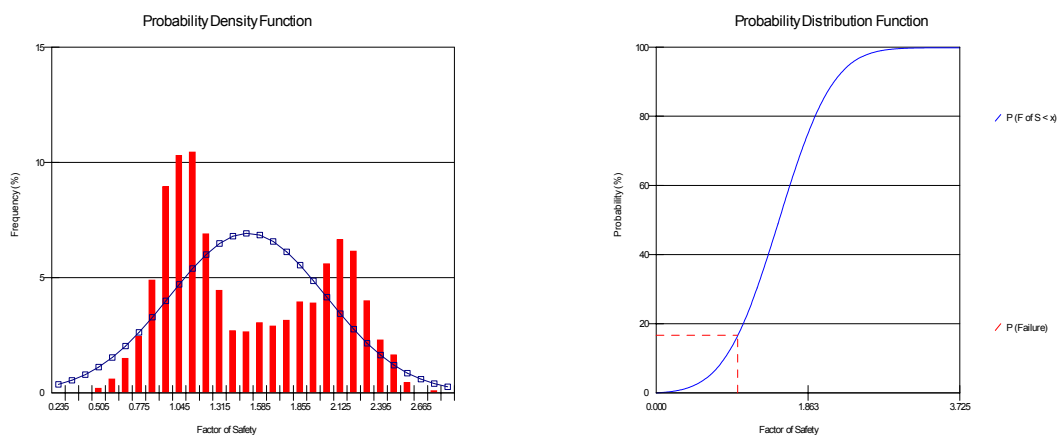 Probability Density Function
15
10
5
0
Frequency (%)
0.235 0.505 0.775 1.045 1.315 1.585 1.855 2.125 2.395 2.665
Factor of Safety
Probability Distribution Function
100
80
60
40
20
0
Probability (%)
0.000 1.863 3.725
Factor of Safety
P (F of S < x)
P (Failure)